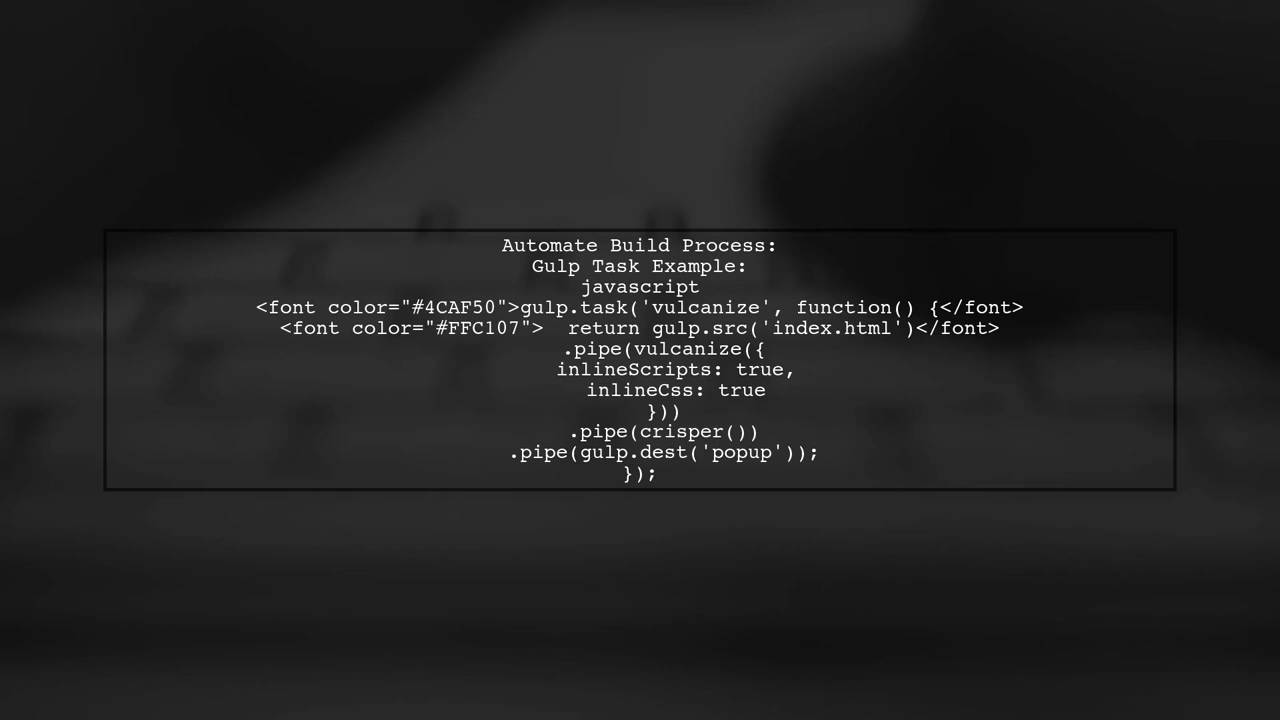 Automate Build Process:
Gulp Task Example:
javascript
<font color="#4CAF50">gulp.task('vulcanize', function() {</font>
<font color="#FFC107">  return gulp.src('index.html')</font>
.pipe(vulcanize({
inlineScripts: true,
inlineCss: true
}))
.pipe(crisper())
.pipe(gulp.dest('popup'));
});